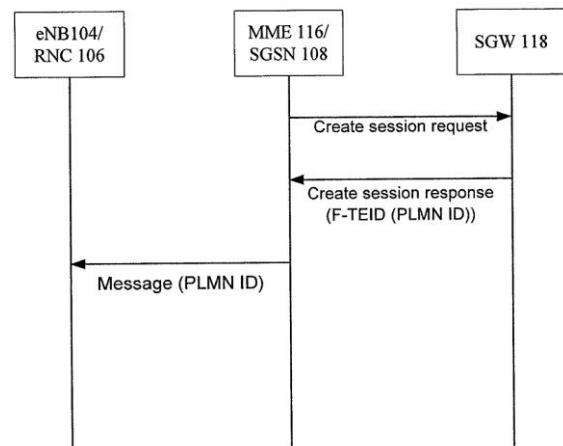 eNB104/
RNC 106
MME 116/
SGSN 108
SGW 118
Create session request
Create session response
(F-TEID (PLMN ID))
Message (PLMN ID)